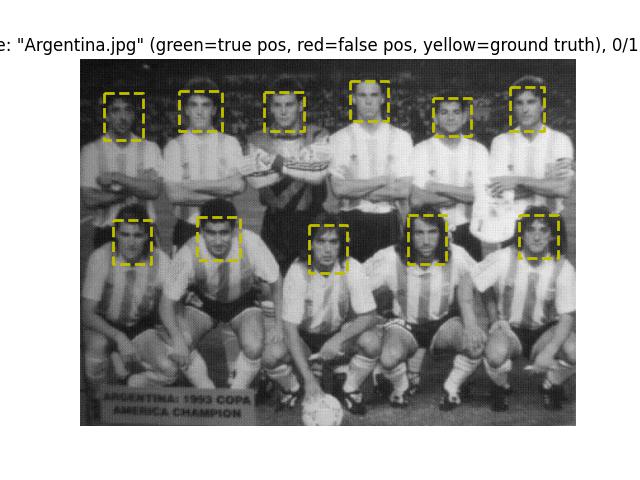 e: "Argentina.jpg" (green=true pos, red=false pos, yellow=ground truth), 0/1
ARGENTINA: 1993 COPA
AMERICA CHAMPION